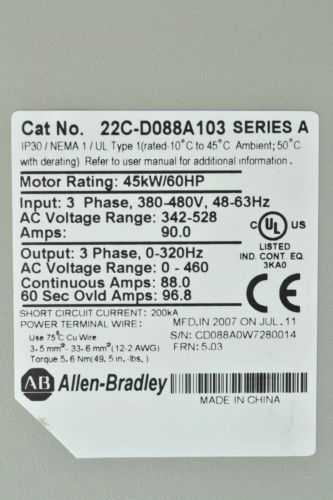 Cat No. 22C-D088A103 SERIES A
IP30 / NEMA 1 / UL Type 1(rated-10°C to 45°C Ambient; 50°C
with derating) Refer to user manual for additional information.
Motor Rating: 45kW/60HP
Input: 3 Phase, 380-480V, 48-63Hz
AC Voltage Range: 342-528
Amps: 90.0
Output: 3 Phase, 0-320Hz
AC Voltage Range: 0 - 460
Continuous Amps: 88.0
60 Sec Ovld Amps: 96.8
C UL US
LISTED
IND. CONT. EQ.
3KA0
CE
SHORT CIRCUIT CURRENT: 200kA
POWER TERMINAL WIRE:
Use 75°C Cu Wire
3.5 mm²- 33.6 mm² (12-2 AWG)
Torque 5.6 Nm(49.5 in.-lbs.)
MFD.IN 2007 ON JUL.11
S/N: CD088A0W7280014
FRN: 5.03
AB Allen-Bradley
MADE IN CHINA